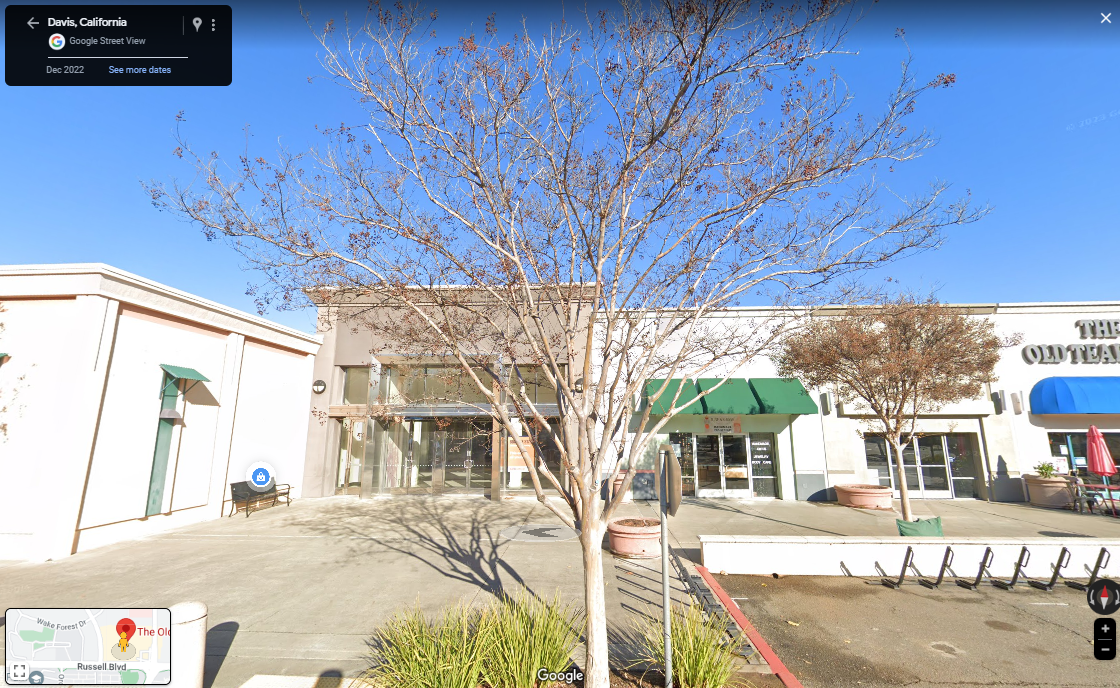 Davis, California
Google Street View
Dec 2022
See more dates
THE
OLD TEA
Wake Forest Dr
The Old
Russell Blvd
Google